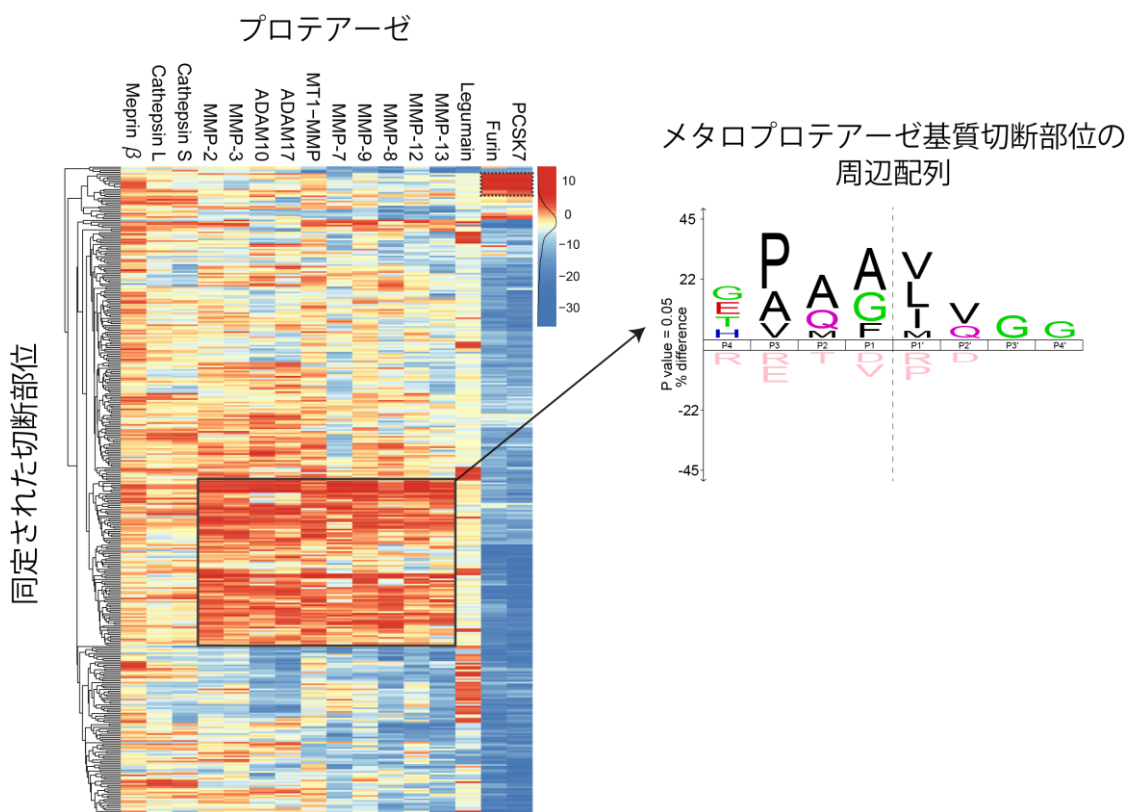 プロテアーゼ
Meprin β
Cathepsin L
Cathepsin S
MMP-2
MMP-3
ADAM10
ADAM17
MT1-MMP
MMP-7
MMP-9
MMP-8
MMP-12
MMP-13
Legumain
Furin
PCSK7
10
0
-10
-20
-30
同定された切断部位
メタロプロテアーゼ基質切断部位の
周辺配列
45
22
-22
-45
P value = 0.05
% difference
G
E
T
H
P
A
V
A
Q
M
A
G
F
V
L
I
M
V
Q
G
G
P4 P3 P2 P1 P1' P2' P3' P4'
R R T D R D
E V P